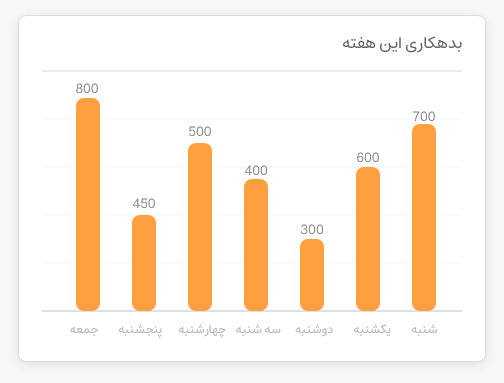 بدهکاری این هفته
800
700
500
600
450
400
300
شنبه
یکشنبه
دوشنبه
سه شنبه
چهارشنبه
پنجشنبه
جمعه